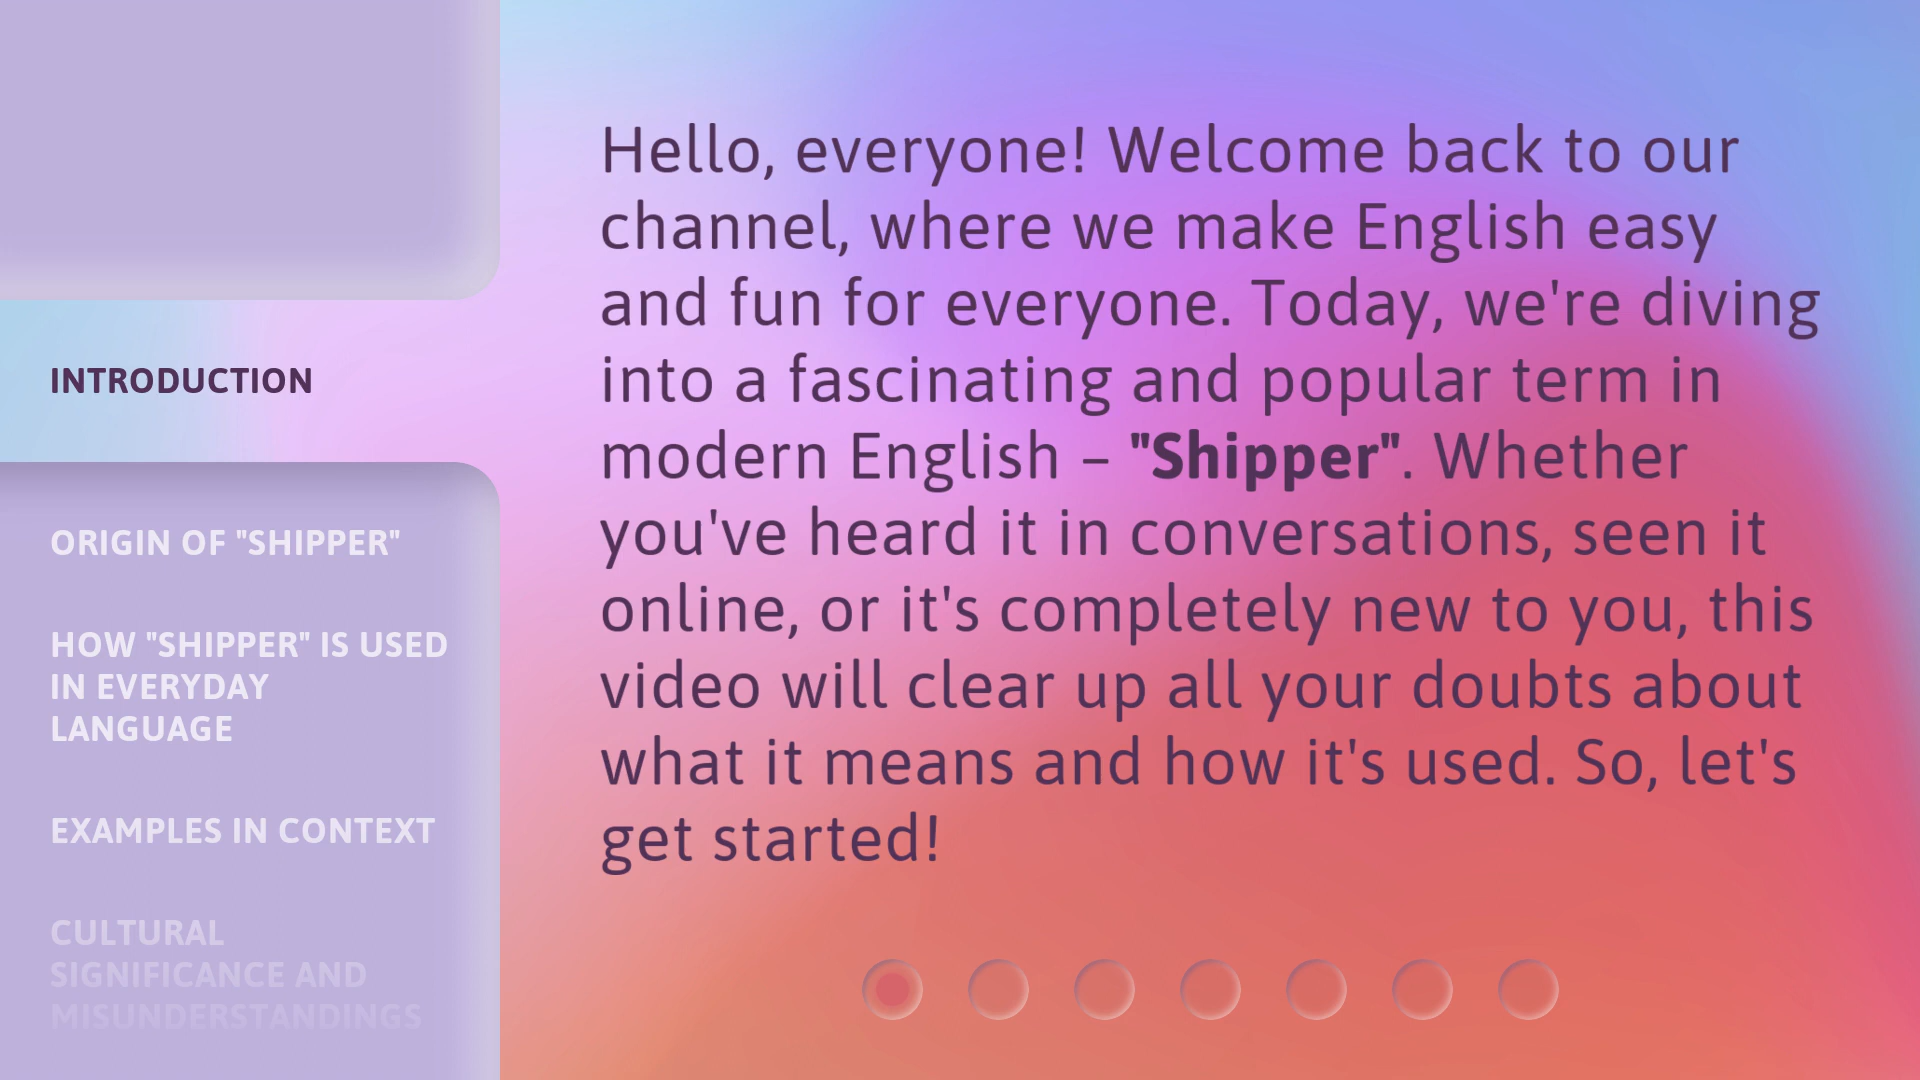 INTRODUCTION
ORIGIN OF "SHIPPER"
HOW "SHIPPER" IS USED
IN EVERYDAY
LANGUAGE
EXAMPLES IN CONTEXT
CULTURAL
SIGNIFICANCE AND
MISUNDERSTANDINGS
Hello, everyone! Welcome back to our
channel, where we make English easy
and fun for everyone. Today, we're diving
into a fascinating and popular term in
modern English – "Shipper". Whether
you've heard it in conversations, seen it
online, or it's completely new to you, this
video will clear up all your doubts about
what it means and how it's used. So, let's
get started!